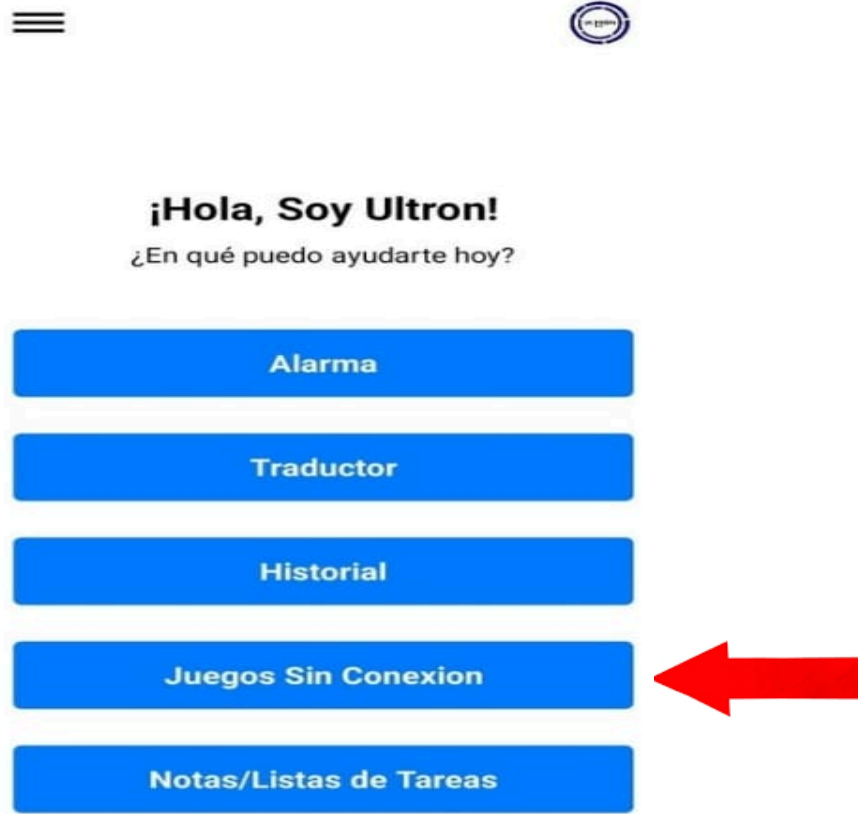 ¡Hola, Soy Ultron!
¿En qué puedo ayudarte hoy?
Alarma
Traductor
Historial
Juegos Sin Conexion
Notas/Listas de Tareas